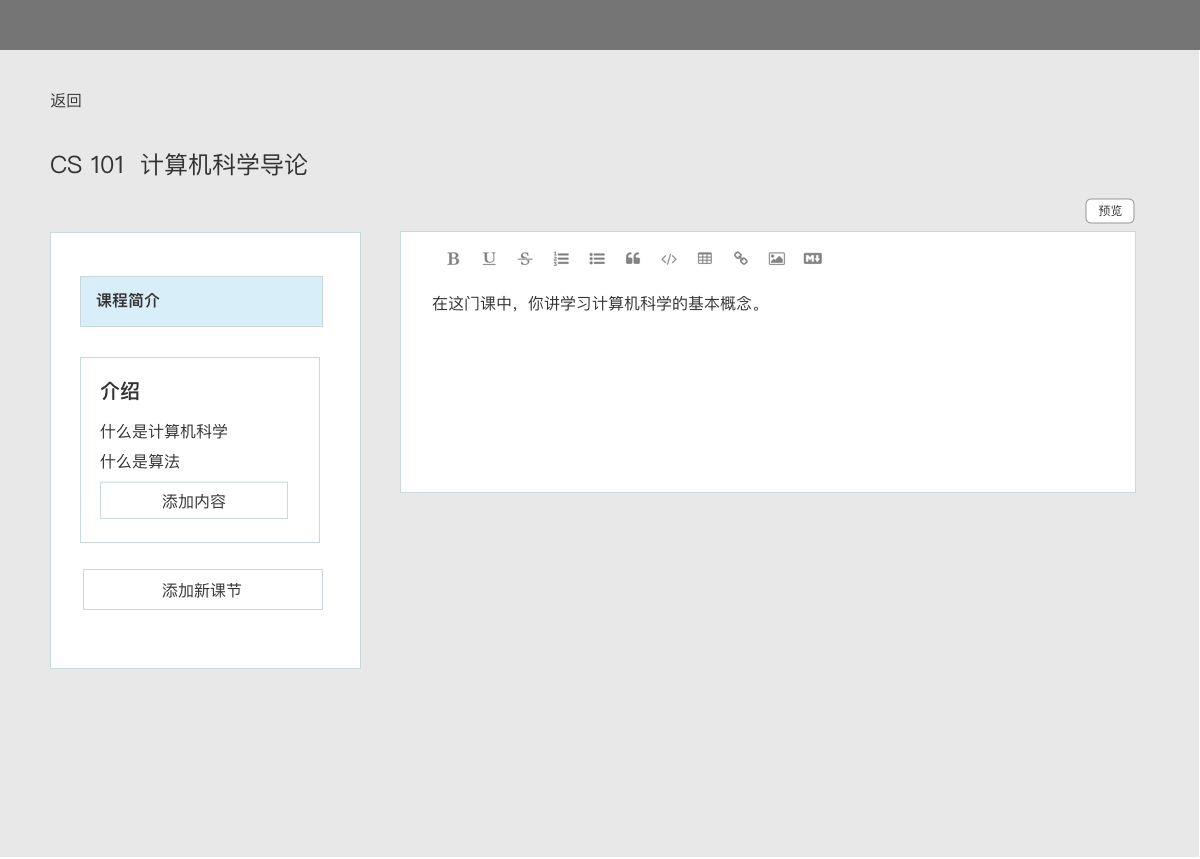 返回
CS 101 计算机科学导论
预览
课程简介
介绍
什么是计算机科学
什么是算法
添加内容
添加新课节
B U S
在这门课中，你讲学习计算机科学的基本概念。